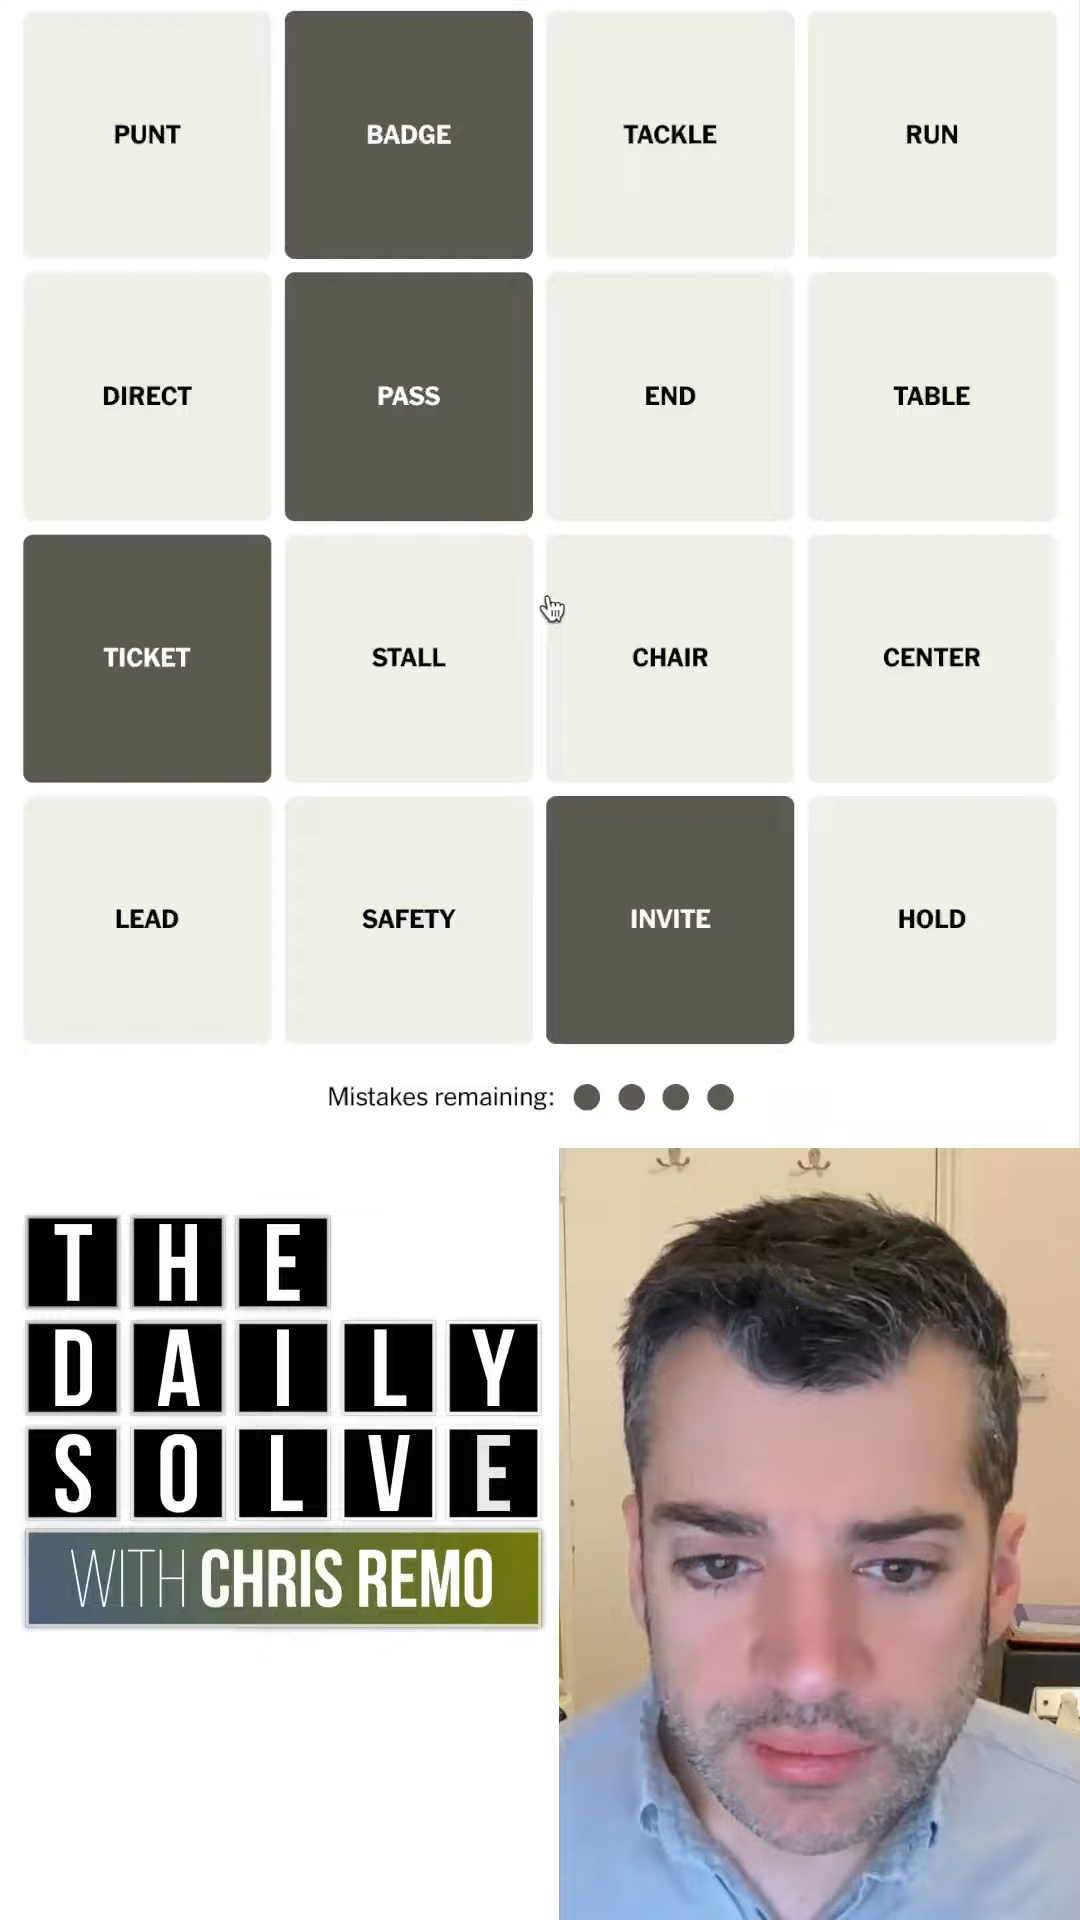 PUNT BADGE TACKLE RUN
DIRECT PASS END TABLE
TICKET STALL CHAIR CENTER
LEAD SAFETY INVITE HOLD
Mistakes remaining:
THE
DAILY
SOLVE
WITH CHRIS REMO